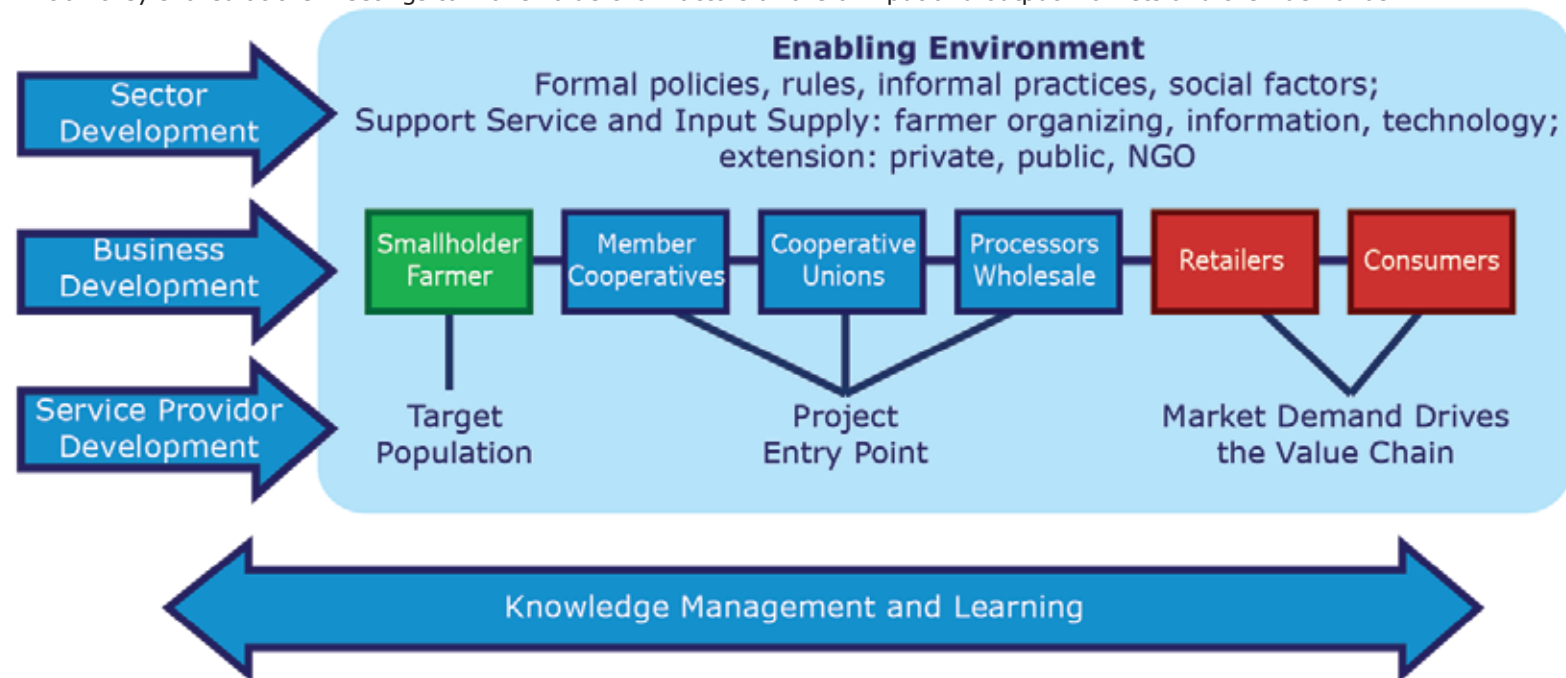 Enabling Environment
Formal policies, rules, informal practices, social factors;
Support Service and Input Supply: farmer organizing, information, technology;
extension: private, public, NGO
Sector
Development
Business
Development
Service Providor
Development
Smallholder
Farmer
Member
Cooperatives
Cooperative
Unions
Processors
Wholesale
Retailers
Consumers
Target
Population
Project
Entry Point
Market Demand Drives
the Value Chain
Knowledge Management and Learning